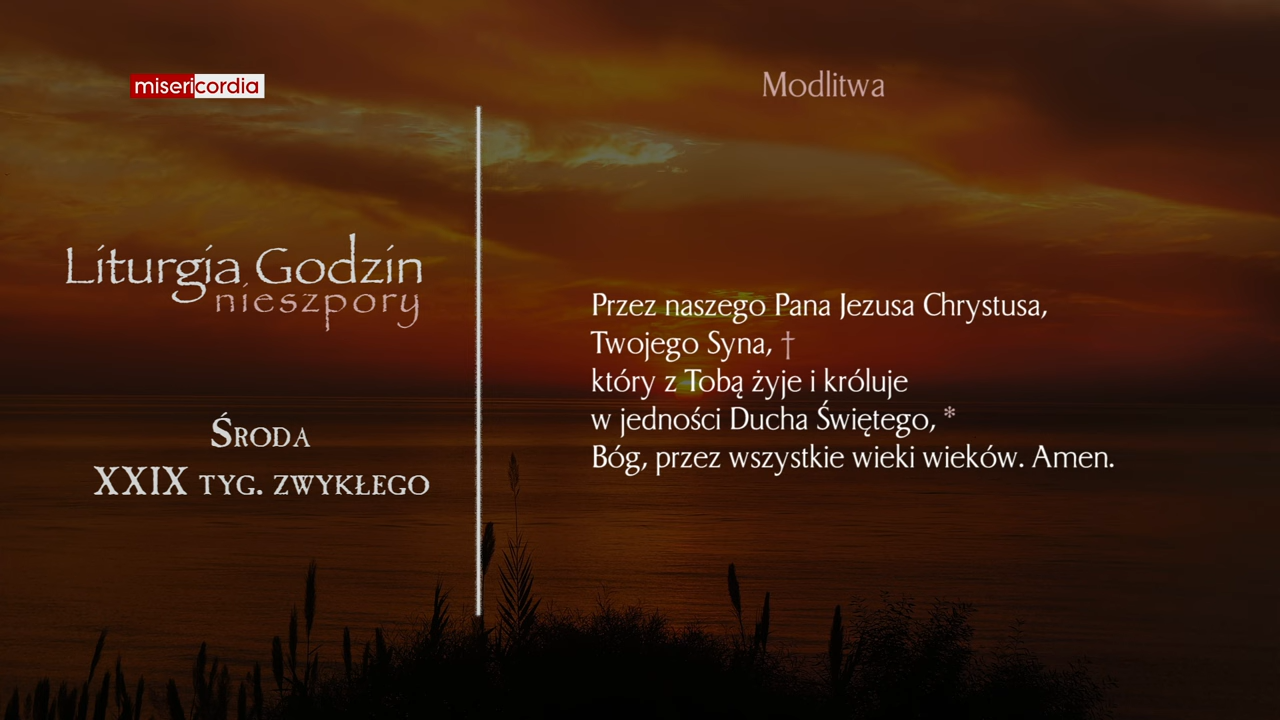 misericordia
Liturgia Godzin
nieszpory
Środa
XXIX tyg. zwykłego
Modlitwa
Przez naszego Pana Jezusa Chrystusa,
Twojego Syna, †
który z Tobą żyje i króluje
w jedności Ducha Świętego, *
Bóg, przez wszystkie wieki wieków. Amen.